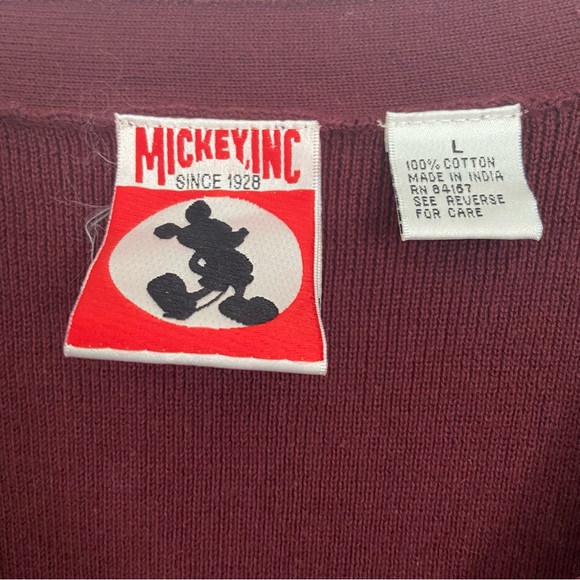 MICKEY, INC
SINCE 1928
L
100% COTTON
MADE IN INDIA
RN 84167
SEE REVERSE
FOR CARE